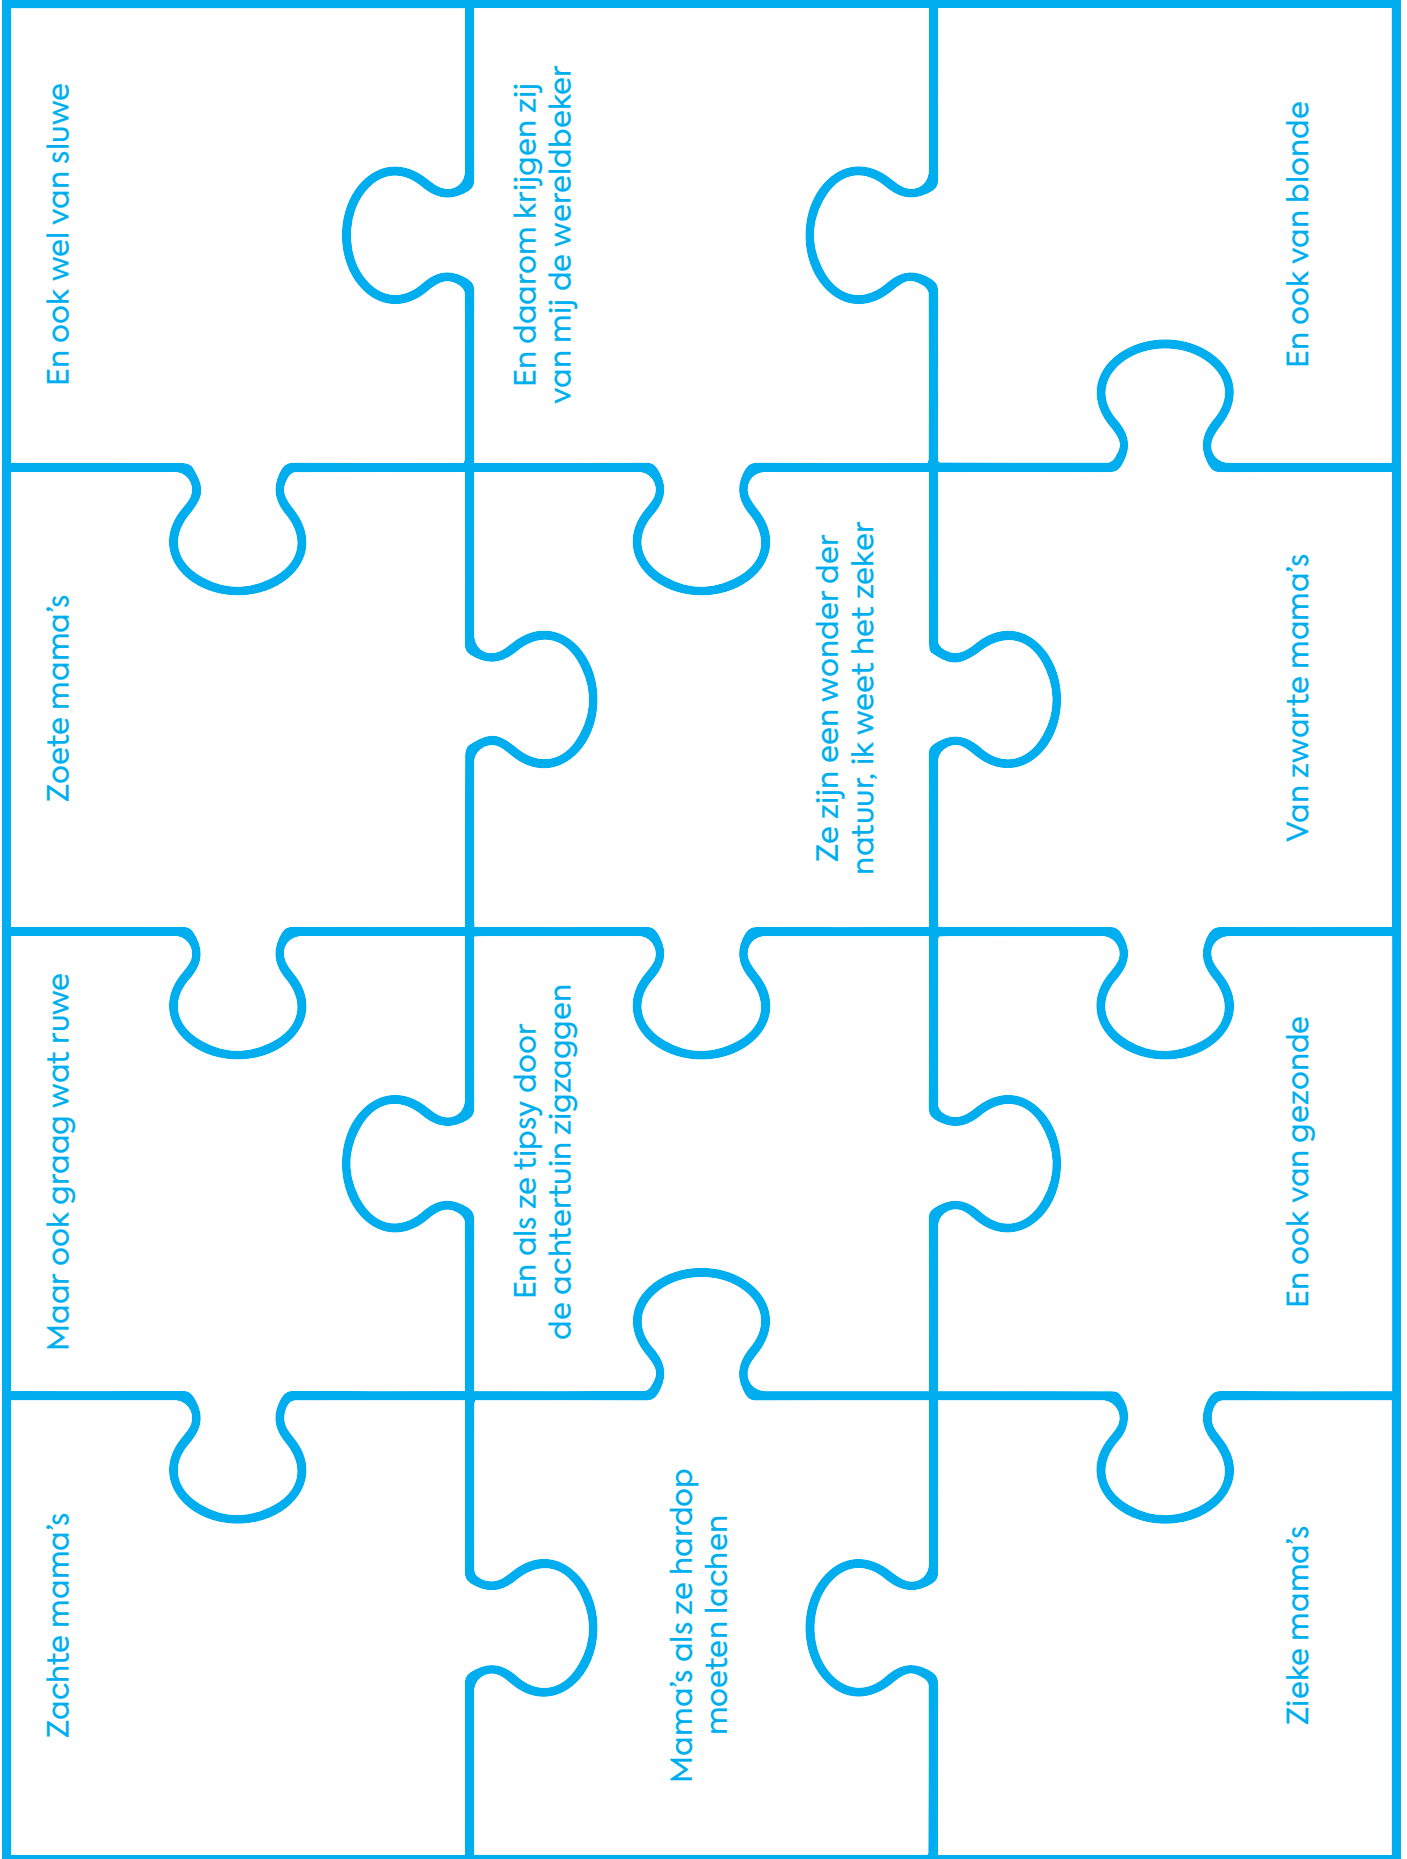 Zachte mama's
Maar ook graag wat ruwe
Zoete mama's
En ook wel van sluwe
Mama's als ze hardop
moeten lachen
En als ze tipsy door
de achtertuin zigzaggen
Ze zijn een wonder der
natuur, ik weet het zeker
En daarom krijgen zij
van mij de wereldbeker
Zieke mama's
En ook van gezonde
Van zwarte mama's
En ook van blonde